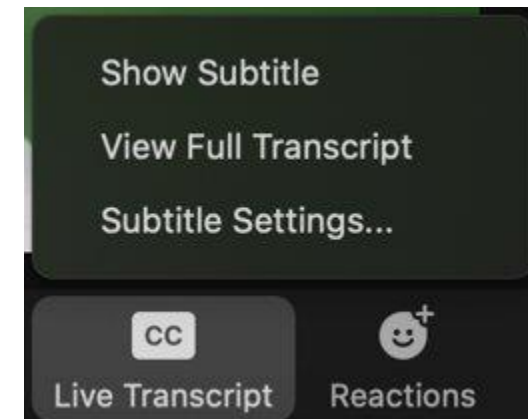 Show Subtitle
View Full Transcript
Subtitle Settings...
CC
Live Transcript
Reactions